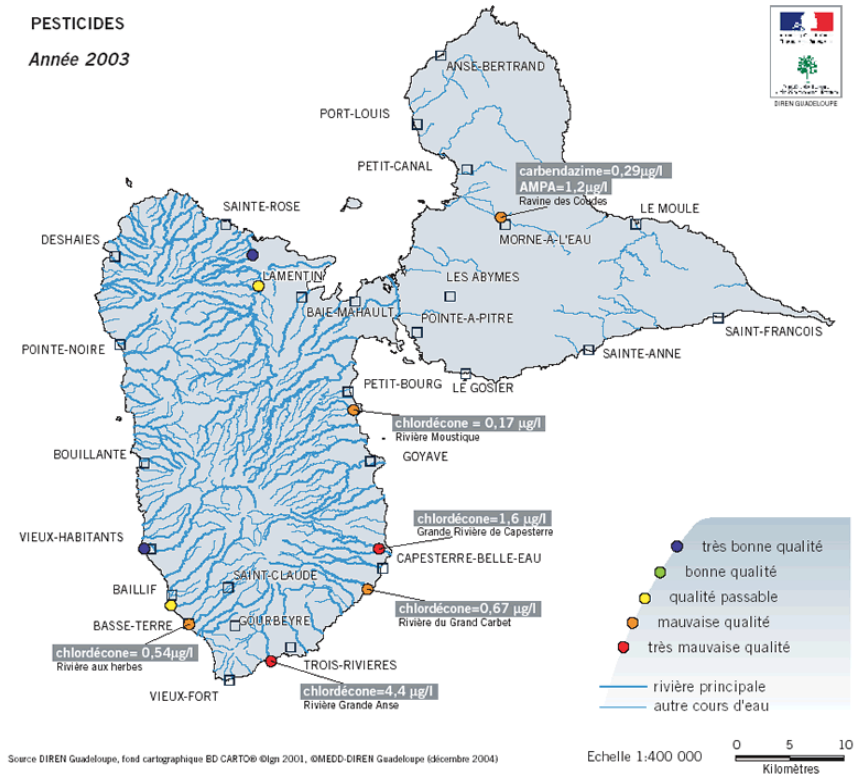 PESTICIDES
Année 2003
DIREN GUADELOUPE
ANSE-BERTRAND
PORT-LOUIS
PETIT-CANAL
carbendazime=0,29µg/l
AMPA=1,2µg/l
Ravine des Coudes
SAINTE-ROSE
LE MOULE
MORNE-A-L'EAU
DESHAIES
LAMENTIN
LES ABYMES
BAIE-MAHAULT
POINTE-A-PITRE
SAINT-FRANCOIS
POINTE-NOIRE
SAINTE-ANNE
PETIT-BOURG
LE GOSIER
chlordécone = 0,17 µg/l
Rivière Moustique
BOUILLANTE
GOYAVE
chlordécone=1,6 µg/l
Grande Rivière de Capesterre
VIEUX-HABITANTS
CAPESTERRE-BELLE-EAU
SAINT-CLAUDE
BAILLIF
chlordécone=0,67 µg/l
Rivière du Grand Carbet
BASSE-TERRE
GOURBEYRE
chlordécone= 0,54µg/l
Rivière aux herbes
TROIS-RIVIERES
VIEUX-FORT
chlordécone=4,4 µg/l
Rivière Grande Anse
très bonne qualité
bonne qualité
qualité passable
mauvaise qualité
très mauvaise qualité
rivière principale
autre cours d'eau
Source DIREN Guadeloupe, fond cartographique BD CARTO® ©Ign 2001, ©MEDD-DIREN Guadeloupe (décembre 2004)
Echelle 1:400 000
0 5 10
Kilomètres